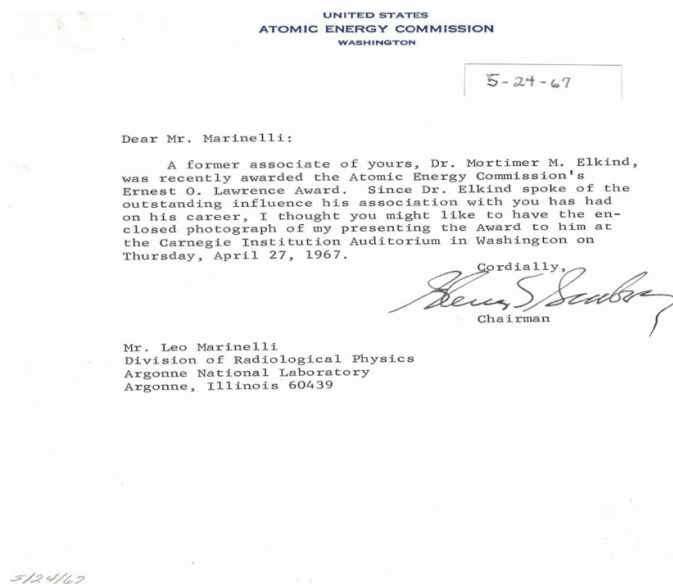 UNITED STATES
ATOMIC ENERGY COMMISSION
WASHINGTON
5-24-67
Dear Mr. Marinelli:
A former associate of yours, Dr. Mortimer M. Elkind,
was recently awarded the Atomic Energy Commission's
Ernest O. Lawrence Award. Since Dr. Elkind spoke of the
outstanding influence his association with you has had
on his career, I thought you might like to have the en-
closed photograph of my presenting the Award to him at
the Carnegie Institution Auditorium in Washington on
Thursday, April 27, 1967.
Cordially,
Glenn T Seaborg
Chairman
Mr. Leo Marinelli
Division of Radiological Physics
Argonne National Laboratory
Argonne, Illinois 60439
5/24/67